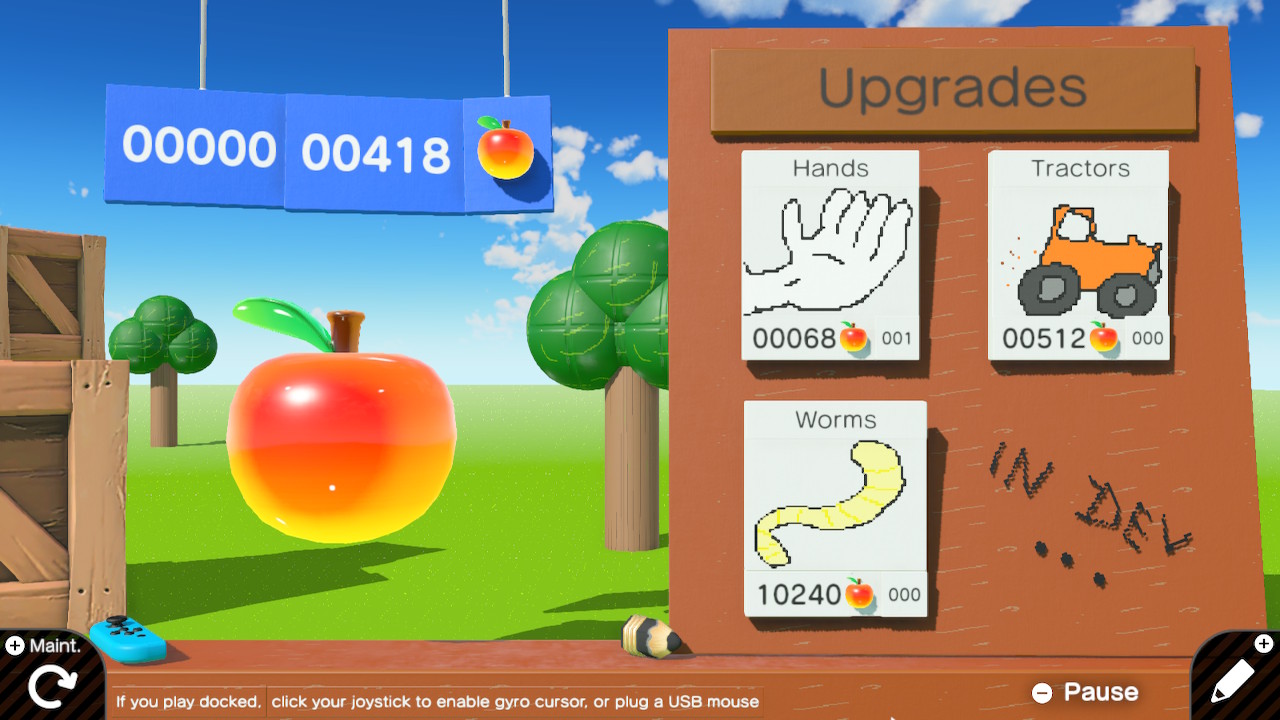 Upgrades
00000 00418
Hands
Tractors
00068 001
00512 000
Worms
IN DEV...
10240 000
Maint.
If you play docked, click your joystick to enable gyro cursor, or plug a USB mouse
Pause